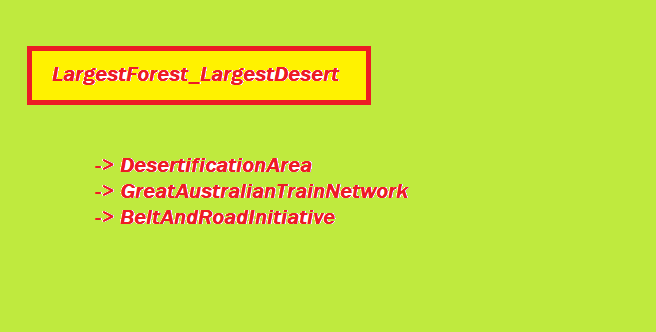 LargestForest_LargestDesert
-> DesertificationArea
-> GreatAustralianTrainNetwork
-> BeltAndRoadInitiative